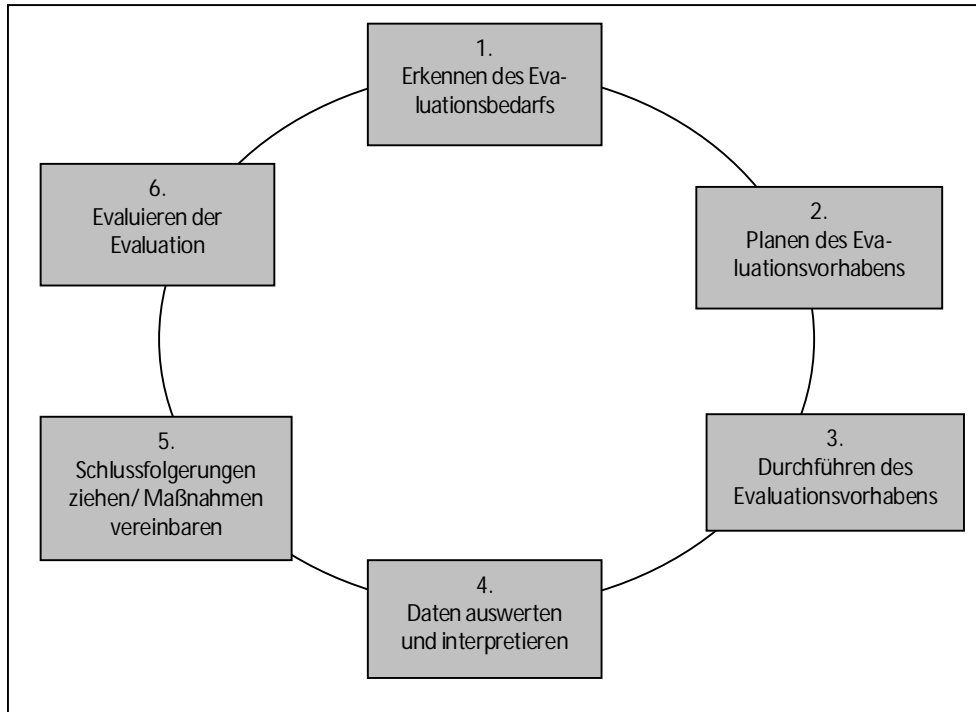 1.
Erkennen des Eva-
luationsbedarfs
2.
Planen des Eva-
luationsvorhabens
3.
Durchführen des
Evaluationsvorhabens
4.
Daten auswerten
und interpretieren
5.
Schlussfolgerungen
ziehen/ Maßnahmen
vereinbaren
6.
Evaluieren der
Evaluation